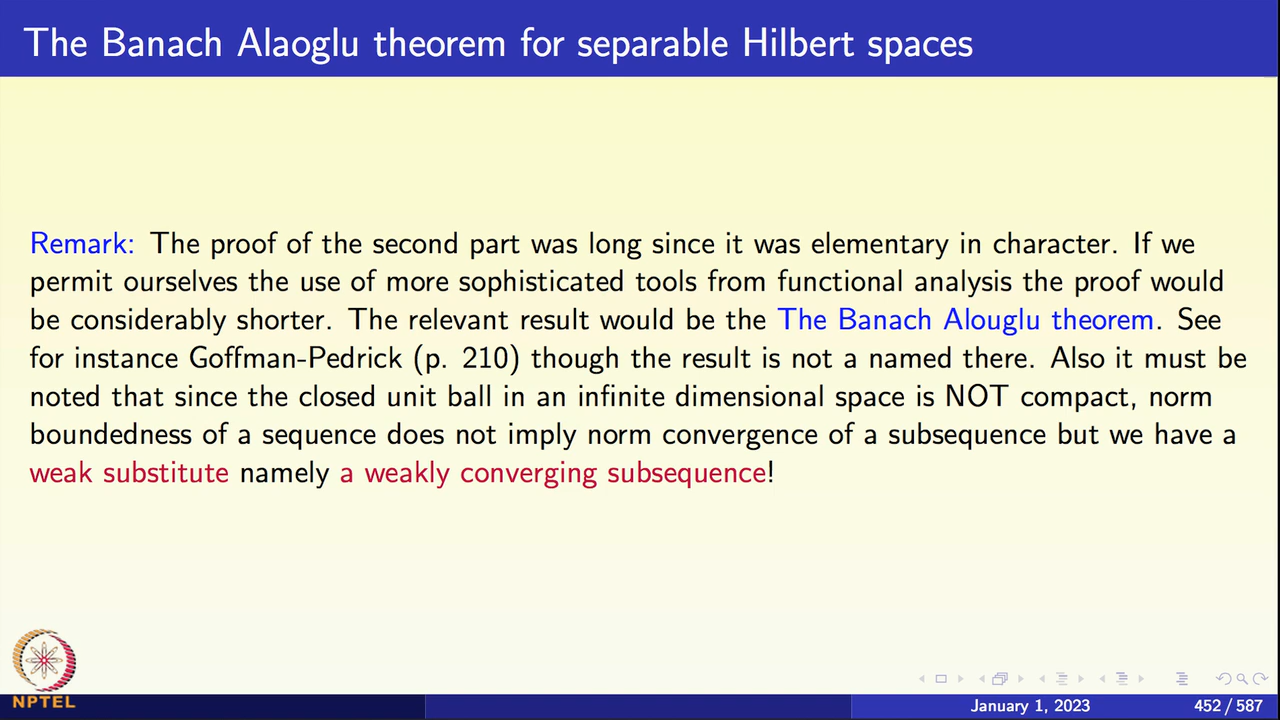 The Banach Alaoglu theorem for separable Hilbert spaces
Remark: The proof of the second part was long since it was elementary in character. If we
permit ourselves the use of more sophisticated tools from functional analysis the proof would
be considerably shorter. The relevant result would be the The Banach Alouglu theorem. See
for instance Goffman-Pedrick (p. 210) though the result is not a named there. Also it must be
noted that since the closed unit ball in an infinite dimensional space is NOT compact, norm
boundedness of a sequence does not imply norm convergence of a subsequence but we have a
weak substitute namely a weakly converging subsequence!
NPTEL
January 1, 2023 452 / 587